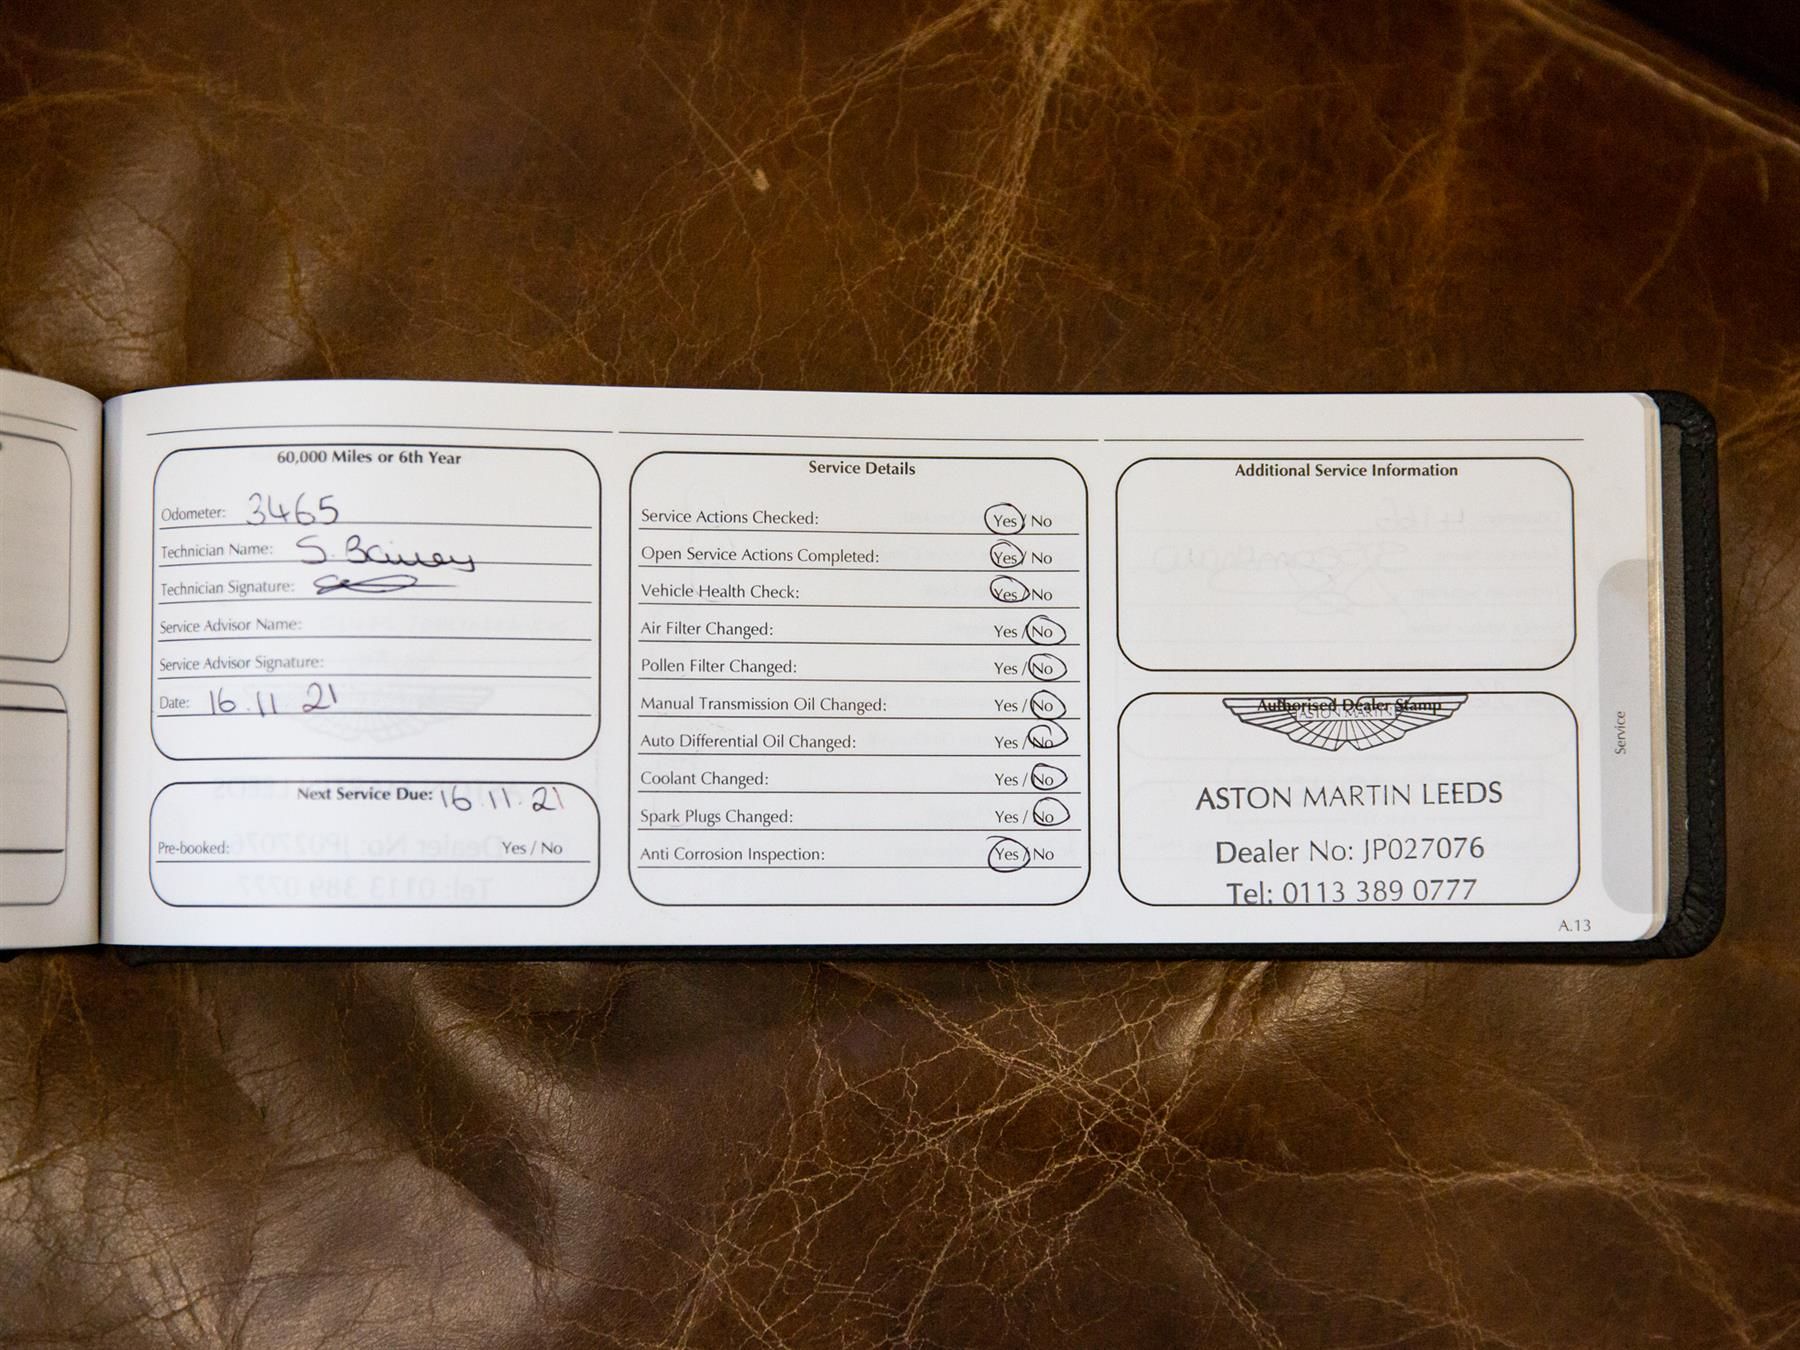 60,000 Miles or 6th Year
Odometer: 3465
Technician Name: S. Bailey
Technician Signature:
Service Advisor Name:
Service Advisor Signature:
Date: 16.11 21
Next Service Due: 16.11.21
Pre-booked: Yes / No
Service Details
Service Actions Checked: Yes / No
Open Service Actions Completed: Yes / No
Vehicle Health Check: Yes / No
Air Filter Changed: Yes / No
Pollen Filter Changed: Yes / No
Manual Transmission Oil Changed: Yes / No
Auto Differential Oil Changed: Yes / No
Coolant Changed: Yes / No
Spark Plugs Changed: Yes / No
Anti Corrosion Inspection: Yes / No
Additional Service Information
Authorised Dealer Stamp
ASTON MARTIN
ASTON MARTIN LEEDS
Dealer No: JP027076
Tel: 0113 389 0777
Service
A.13